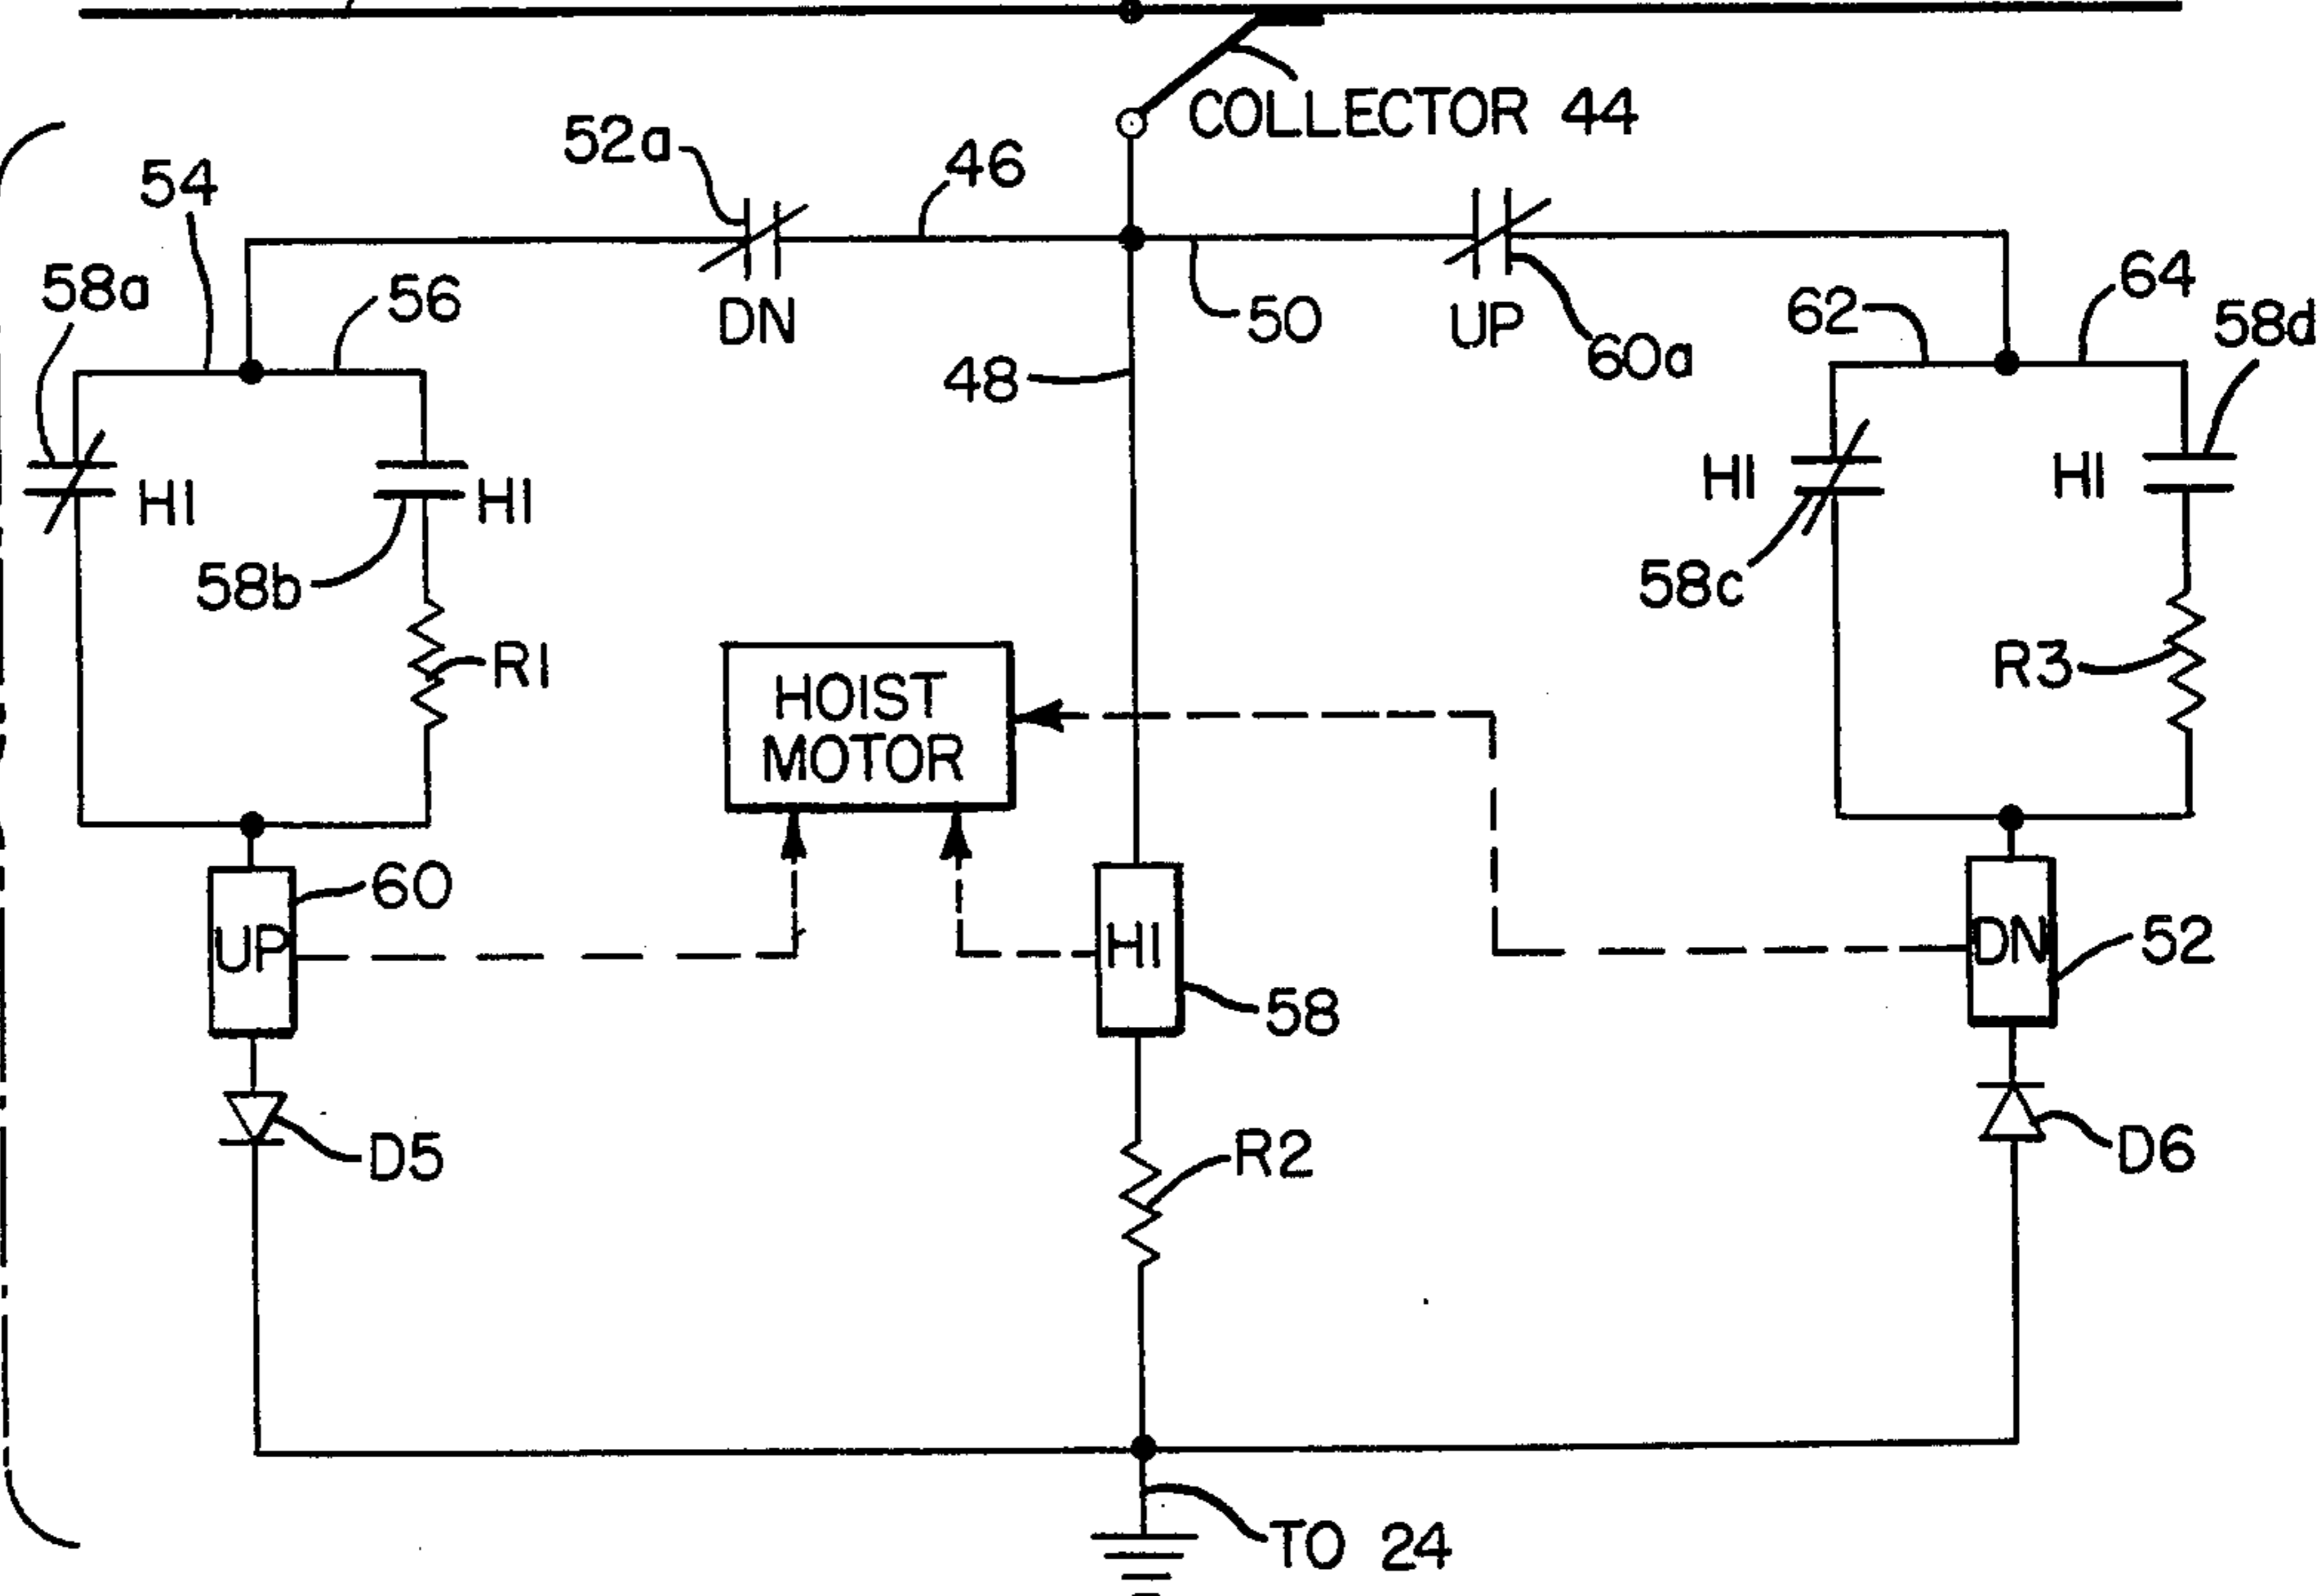 COLLECTOR 44
52a
46
54
58a
56
DN
50
UP
60a
62
64
58d
48
HI
HI
HI
HI
58b
58c
R1
R3
HOIST
MOTOR
60
UP
HI
DN
52
58
D5
R2
D6
TO 24